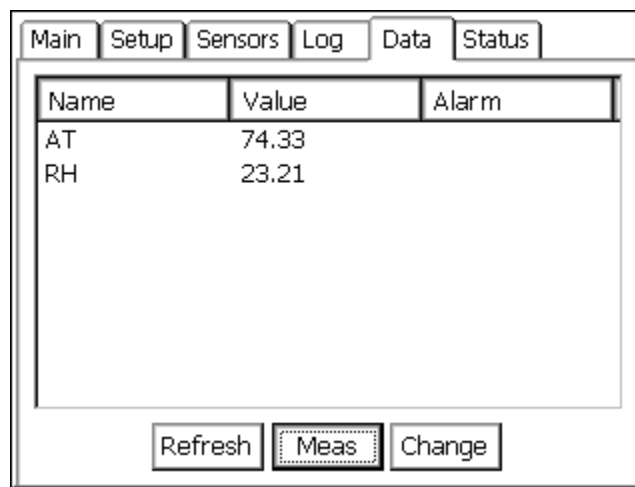 Main Setup Sensors Log Data Status
Name Value Alarm
AT 74.33
RH 23.21
Refresh Meas Change